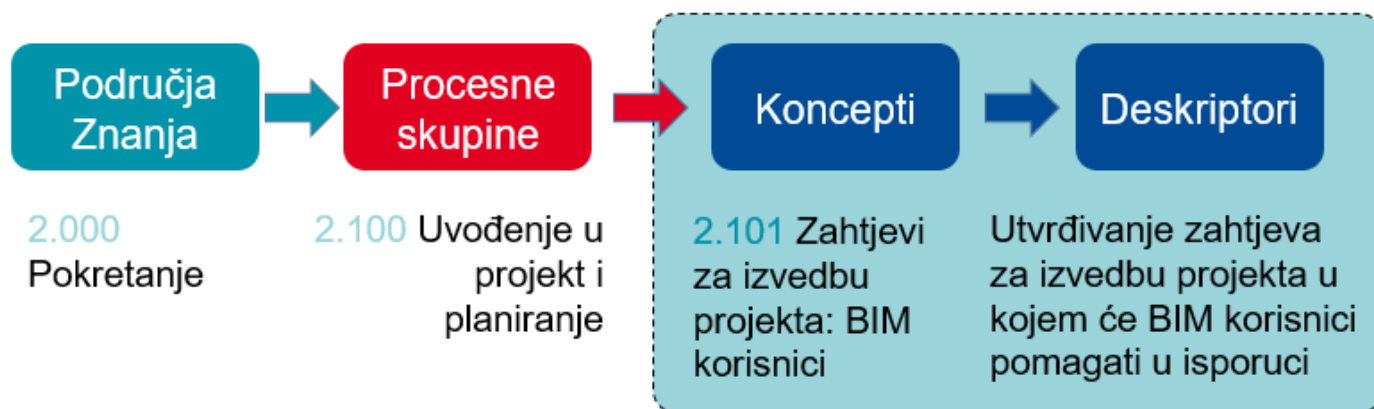 Područja
Znanja
Procesne
skupine
Koncepti
Deskriptori
2.000
Pokretanje
2.100 Uvođenje u
projekt i
planiranje
2.101 Zahtjevi
za izvedbu
projekta: BIM
korisnici
Utvrđivanje zahtjeva
za izvedbu projekta u
kojem će BIM korisnici
pomagati u isporuci